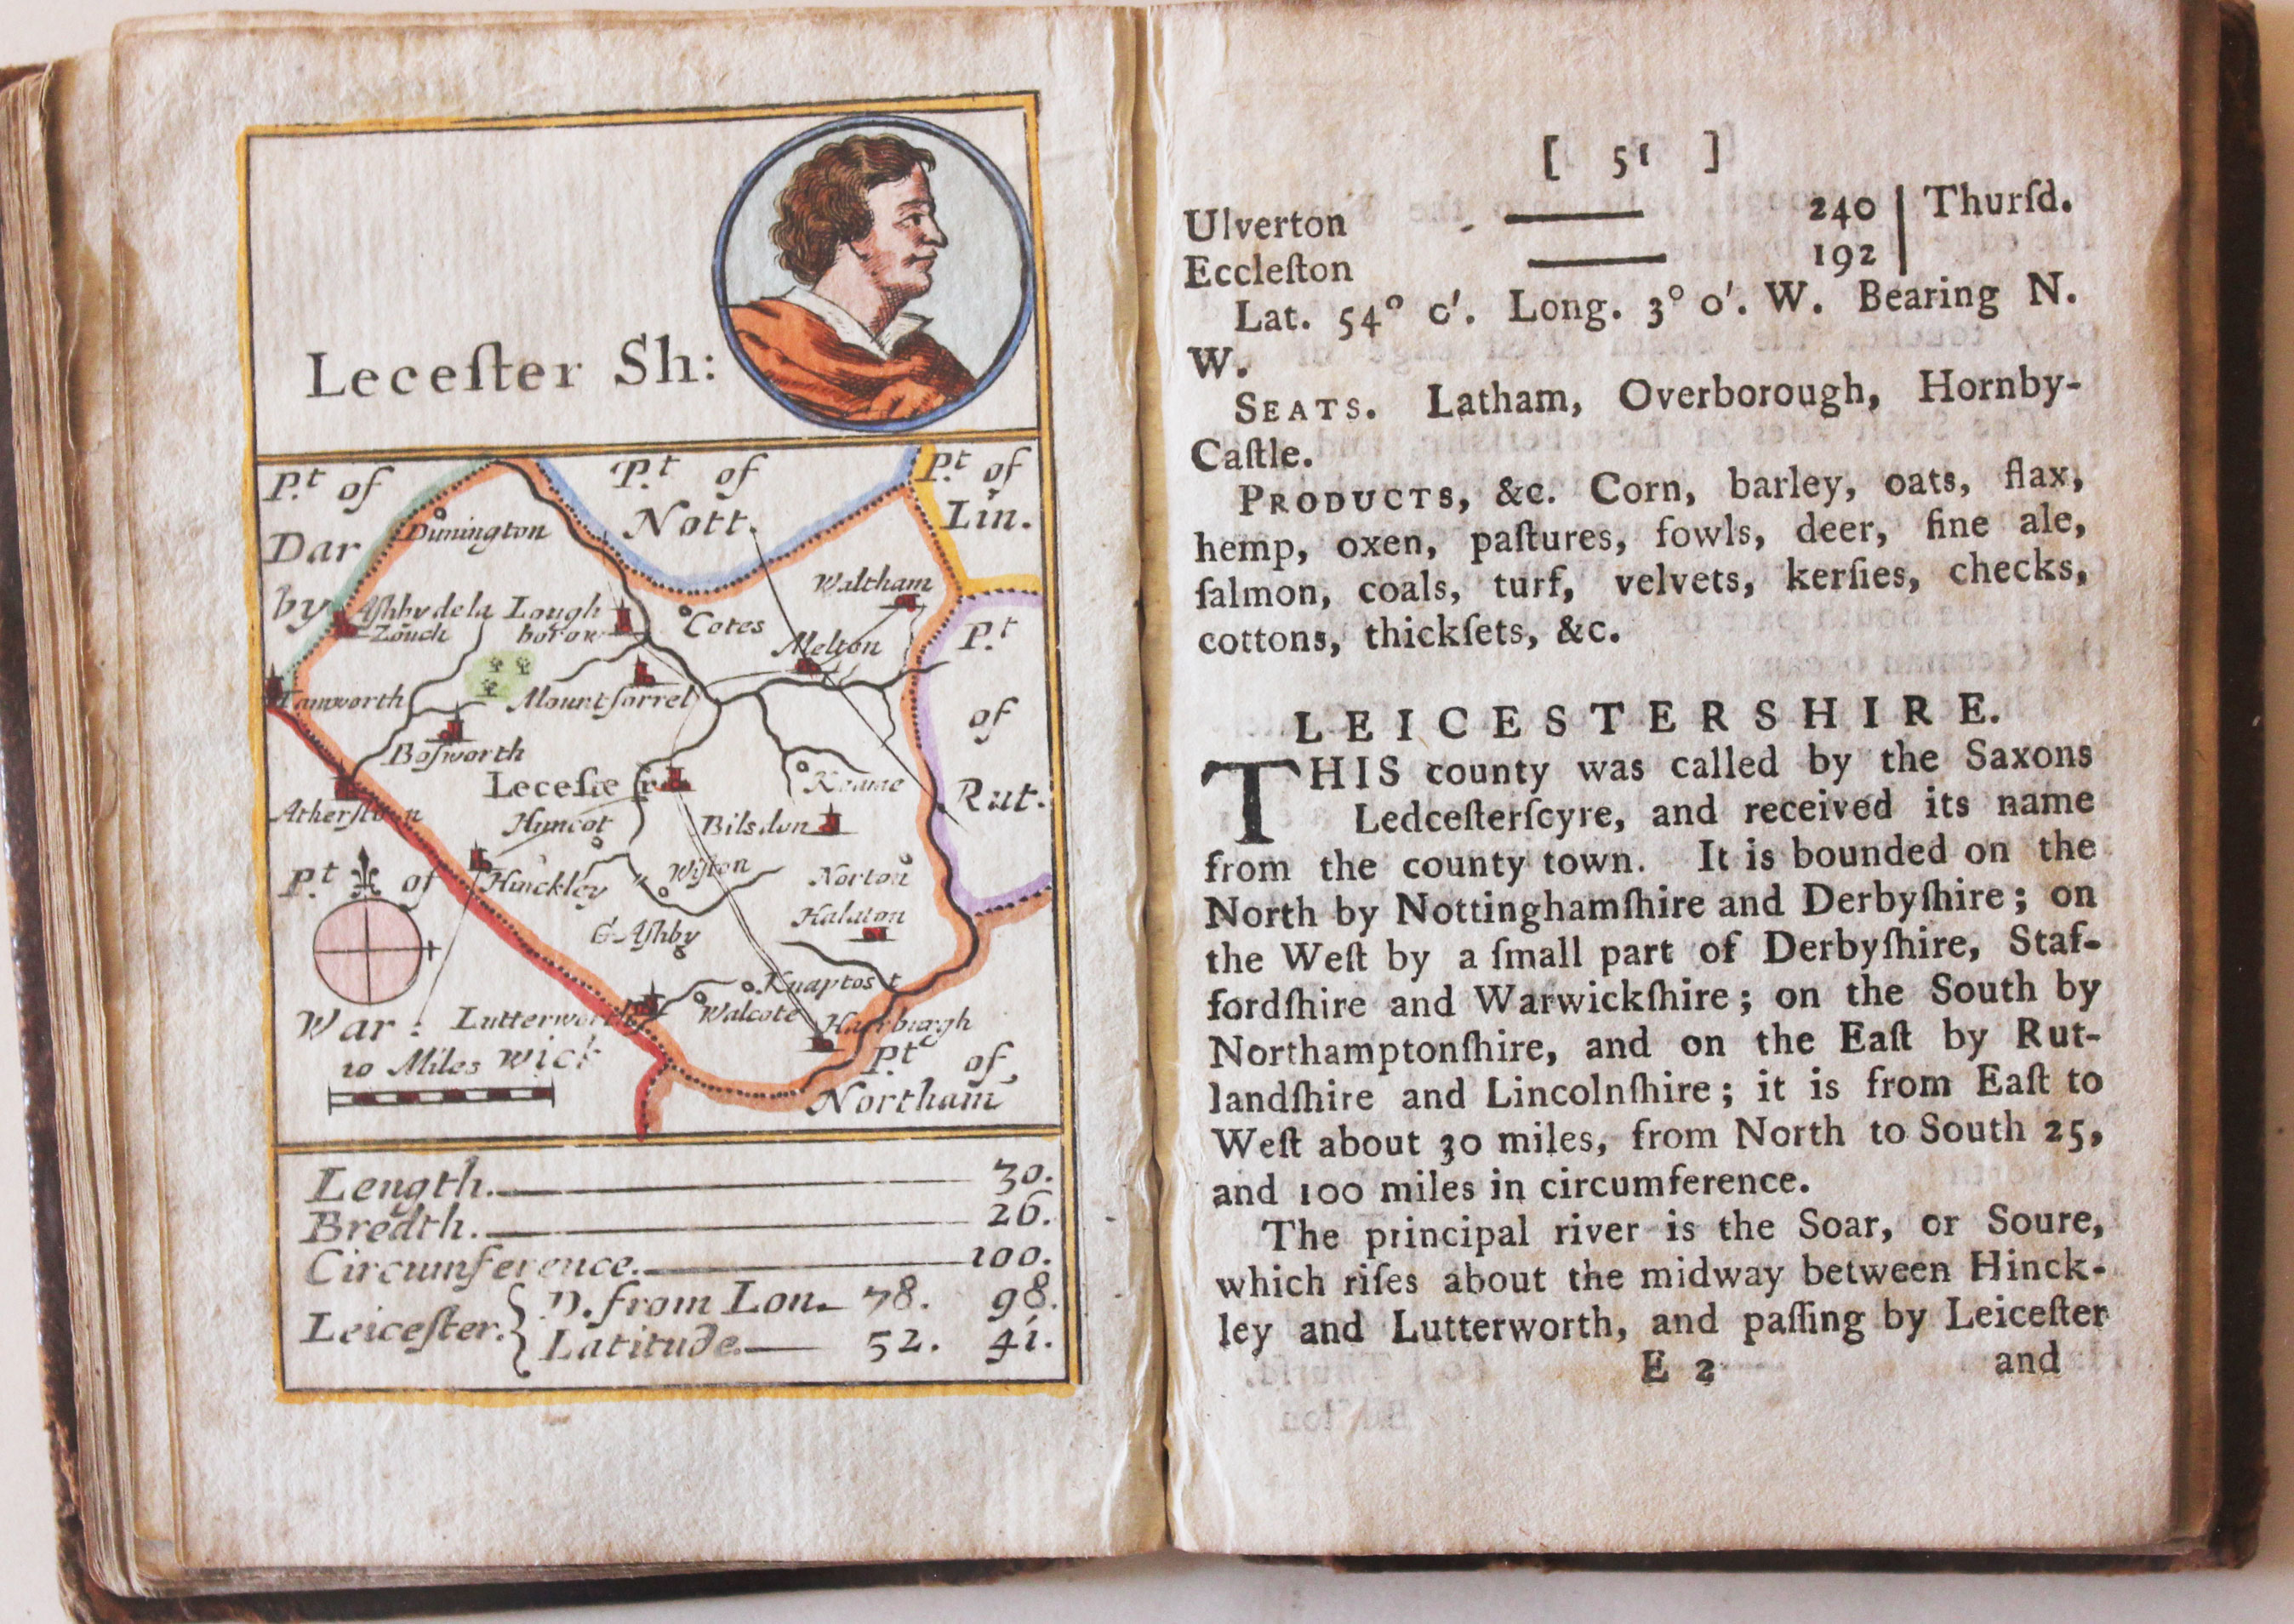 Leceſter Sh:
P.t of
Dar
by
P.t of
Nott.
P.t of
Lin.
Dunington
Waltham
Aſhby dela
Zouch
Lough
boror
Cotes
Melton
P.t
of
Rut.
Tamworth
Mountſorrel
Boſworth
Leceſter
Atherſton
Huncot
Bilsdon
P.t of
War:
wick
Hinckley
Wiſton
Norton
Halaton
G Aſhby
Knaptoft
Lutterworth
Walcote
Harburgh
10 Miles
P.t of
Northam
Length. 30.
Bredth. 26.
Circumference. 100.
Leiceſter. { D. from Lon. 78. 98.
Latitude 52. 41.
[ 51 ]
Ulverton - 240 | Thurſd.
Eccleſton 192
Lat. 54° 0'. Long. 3° 0'. W. Bearing N.
W.
SEATS. Latham, Overborough, Hornby-
Caſtle.
PRODUCTS, &c. Corn, barley, oats, flax,
hemp, oxen, paſtures, fowls, deer, fine ale,
ſalmon, coals, turf, velvets, kerſies, checks,
cottons, thickſets, &c.
LEICESTERSHIRE.
THIS county was called by the Saxons
Ledceſterſcyre, and received its name
from the county town. It is bounded on the
North by Nottinghamſhire and Derbyſhire; on
the Weſt by a ſmall part of Derbyſhire, Staf-
fordſhire and Warwickſhire; on the South by
Northamptonſhire, and on the Eaſt by Rut-
landſhire and Lincolnſhire; it is from Eaſt to
Weſt about 30 miles, from North to South 25,
and 100 miles in circumference.
The principal river is the Soar, or Soure,
which riſes about the midway between Hinck-
ley and Lutterworth, and paſſing by Leiceſter
E 2 and